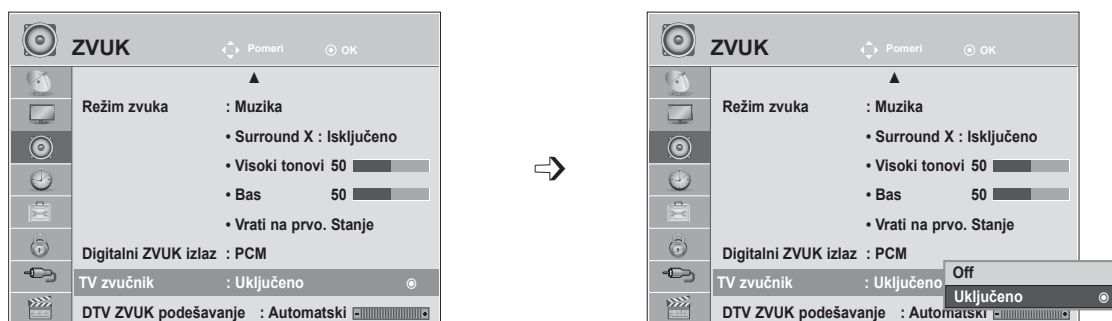 ZVUK
Pomeri
OK
Režim zvuka : Muzika
• Surround X : Isključeno
• Visoki tonovi 50
• Bas 50
• Vrati na prvo. Stanje
Digitalni ZVUK izlaz : PCM
TV zvučnik : Uključeno
DTV ZVUK podešavanje : Automatski
ZVUK
Pomeri
OK
Režim zvuka : Muzika
• Surround X : Isključeno
• Visoki tonovi 50
• Bas 50
• Vrati na prvo. Stanje
Digitalni ZVUK izlaz : PCM
TV zvučnik : Uključeno
Off
Uključeno
DTV ZVUK podešavanje : Automatski